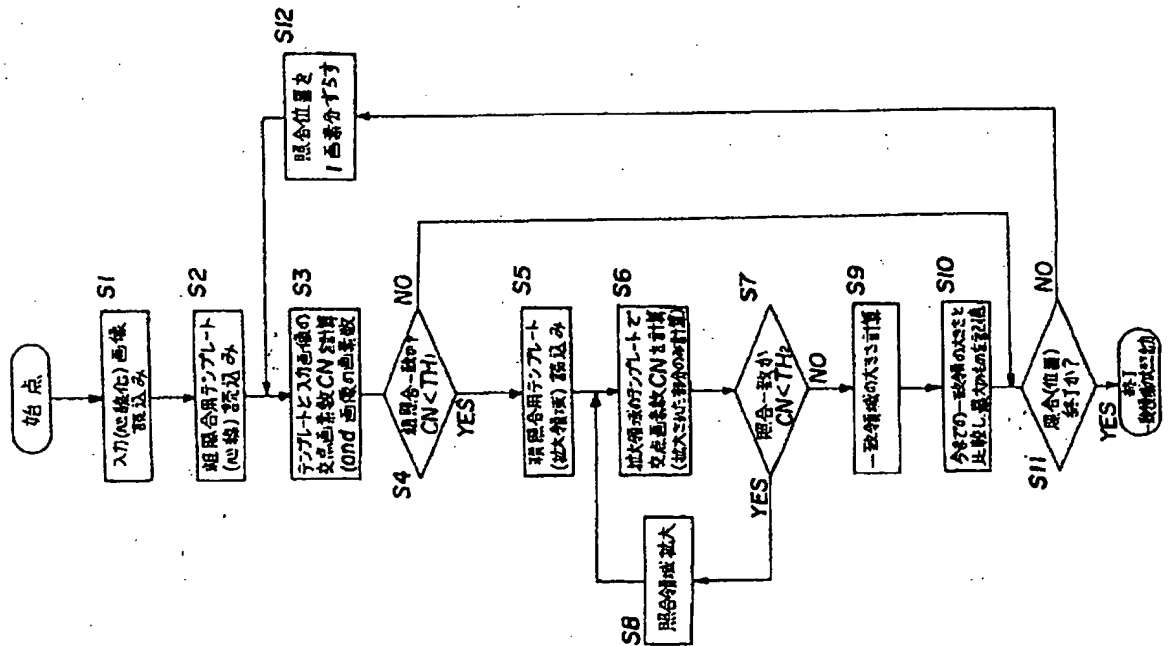 始点
S1
入力(心線化)画像
読込み
S2
粗照合用テンプレート
(心線) 読込み
S3
テンプレートと入力画像の
交点画素数CNを計算
(and 画像の画素数
S4
粗照合一致か?
CN<TH1
YES
NO
S5
精照合用テンプレート
(拡大領域) 読込み
S6
拡大領域のテンプレートで
交点画素数CNを計算
(拡大された部分のみ計算)
S7
照合一致か
CN<TH2
YES
NO
S8
照合領域拡大
S9
一致領域の大きさ計算
S10
今までの一致領域の大きさと
比較し最大のものを記憶
S11
照合(位置)
終了か?
YES
NO
S12
照合位置を
1画素分ずらす
終了